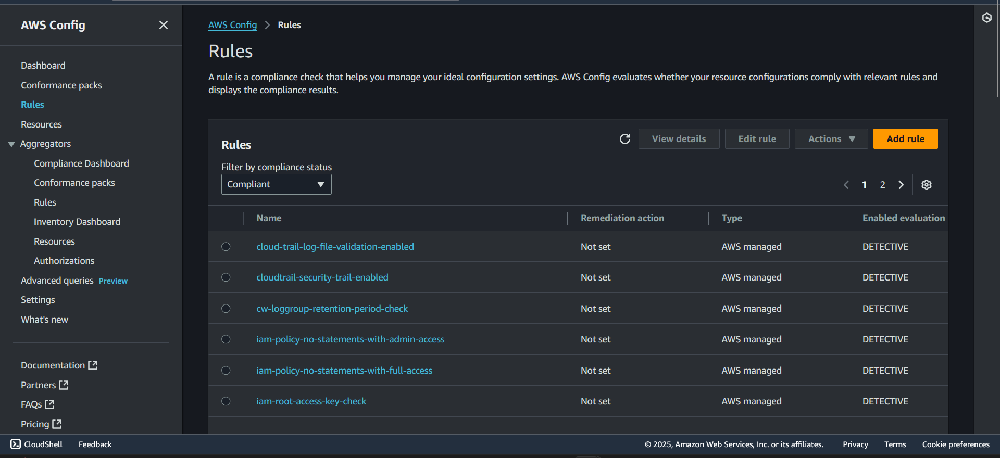 AWS Config
Dashboard
Conformance packs
Rules
Resources
Aggregators
Compliance Dashboard
Conformance packs
Rules
Inventory Dashboard
Resources
Authorizations
Advanced queries Preview
Settings
What's new
Documentation
Partners
FAQs
Pricing
AWS Config > Rules
Rules
A rule is a compliance check that helps you manage your ideal configuration settings. AWS Config evaluates whether your resource configurations comply with relevant rules and
displays the compliance results.
Rules
View details Edit rule Actions Add rule
Filter by compliance status
Compliant
1 2
Name Remediation action Type Enabled evaluation
cloud-trail-log-file-validation-enabled Not set AWS managed DETECTIVE
cloudtrail-security-trail-enabled Not set AWS managed DETECTIVE
cw-loggroup-retention-period-check Not set AWS managed DETECTIVE
iam-policy-no-statements-with-admin-access Not set AWS managed DETECTIVE
iam-policy-no-statements-with-full-access Not set AWS managed DETECTIVE
iam-root-access-key-check Not set AWS managed DETECTIVE
CloudShell Feedback © 2025, Amazon Web Services, Inc. or its affiliates. Privacy Terms Cookie preferences